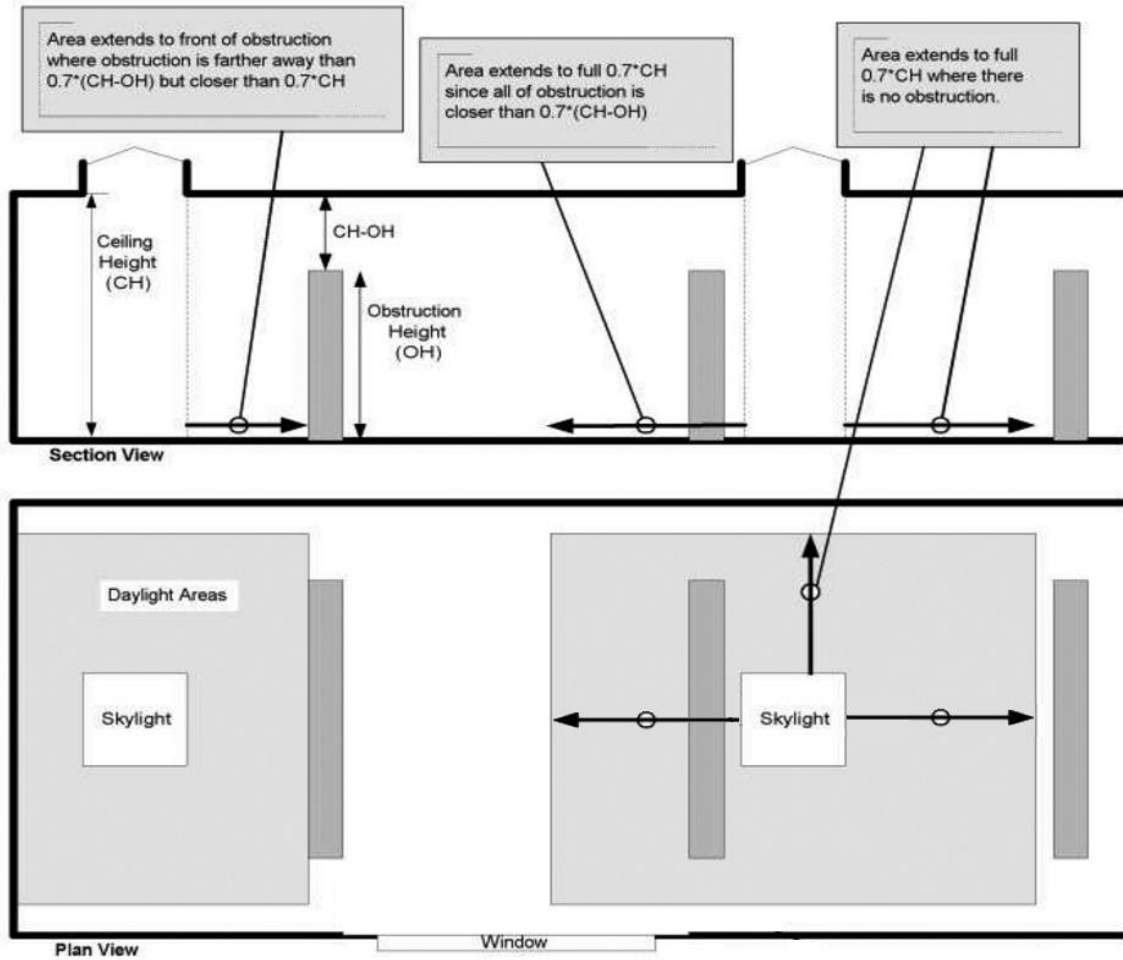 Area extends to front of obstruction
where obstruction is farther away than
0.7*(CH-OH) but closer than 0.7*CH
Area extends to full 0.7*CH
since all of obstruction is
closer than 0.7*(CH-OH)
Area extends to full
0.7*CH where there
is no obstruction.
Ceiling
Height
(CH)
CH-OH
Obstruction
Height
(OH)
Section View
Daylight Areas
Skylight
Skylight
Window
Plan View